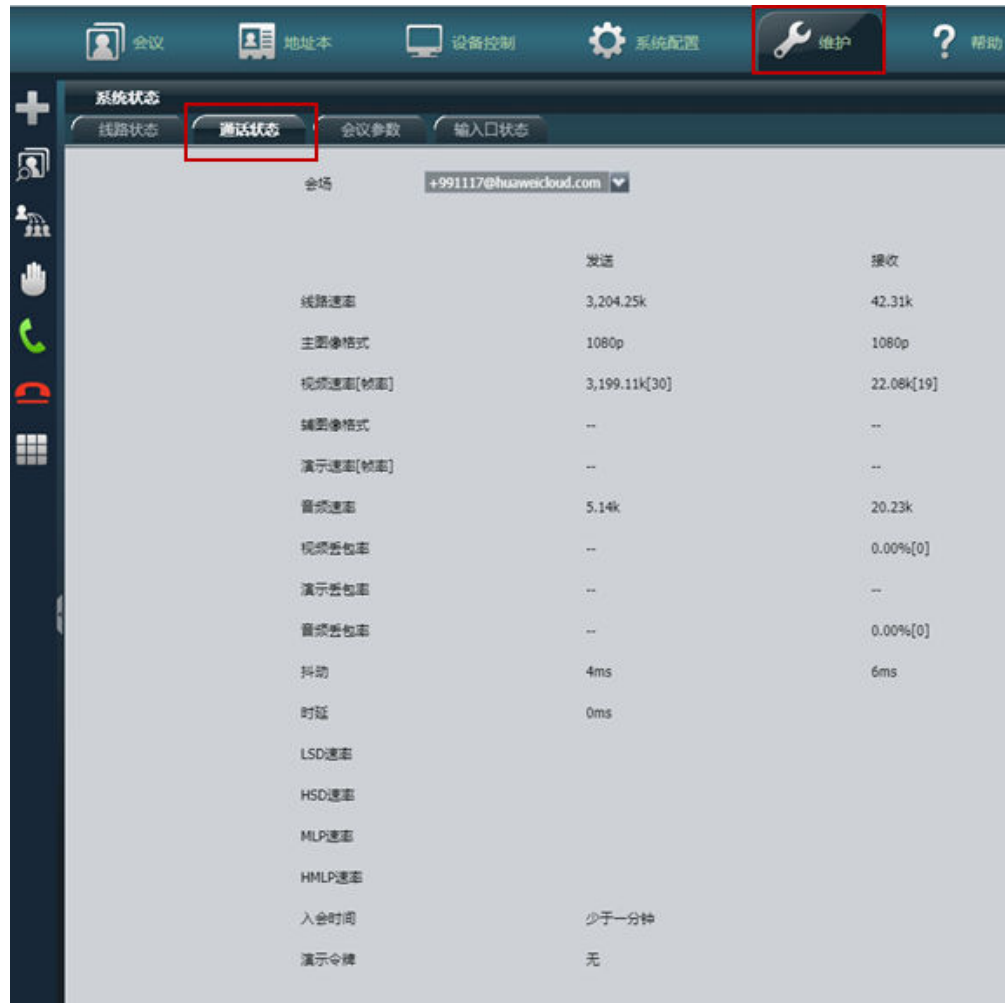 会议 地址本 设备控制 系统配置 维护 帮助
系统状态
线路状态 通话状态 会议参数 输入口状态
会场 +991117@huaweicloud.com
发送 接收
线路速率 3,204.25k 42.31k
主图像格式 1080p 1080p
视频速率[帧率] 3,199.11k[30] 22.08k[19]
辅图像格式 -- --
演示速率[帧率] -- --
音频速率 5.14k 20.23k
视频丢包率 -- 0.00%[0]
演示丢包率 -- --
音频丢包率 -- 0.00%[0]
抖动 4ms 6ms
时延 0ms
LSD速率
HSD速率
MLP速率
HMLP速率
入会时间 少于一分钟
演示令牌 无